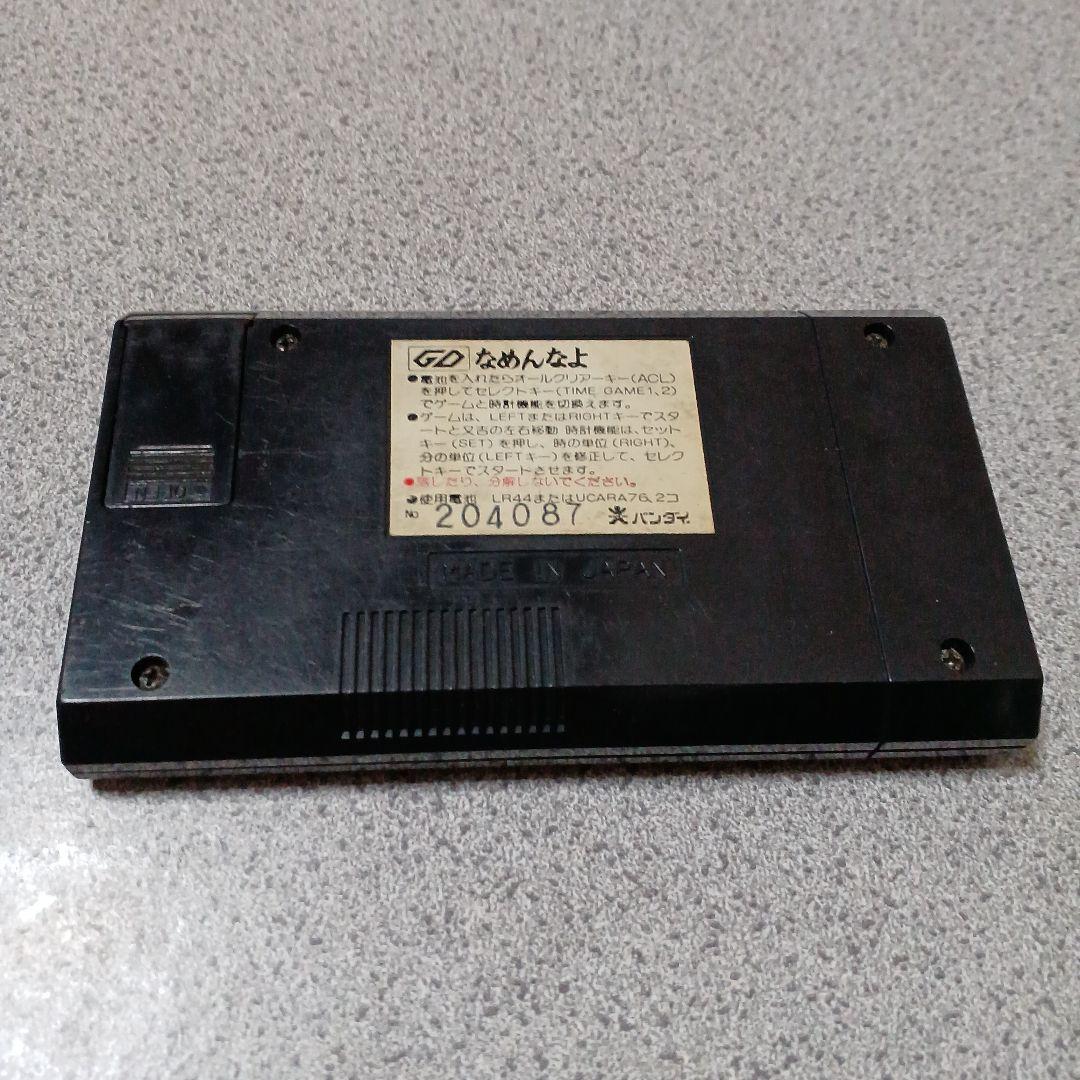 GD なめんなよ
●電池を入れたらオールクリアーキー(ACL)
を押してセレクトキー(TIME GAME1,2)
でゲームと時計機能を切換えます。
●ゲームは、LEFTまたはRIGHTキーでスタ
ートと又吉の左右移動 時計機能は、セット
キー(SET)を押し、時の単位(RIGHT)、
分の単位(LEFTキー)を修正して、セレク
トキーでスタートさせます。
●落したり、分解しないでください。
●使用電池 LR44またはUCARA76、2コ
No 204087 バンダイ
MADE IN JAPAN